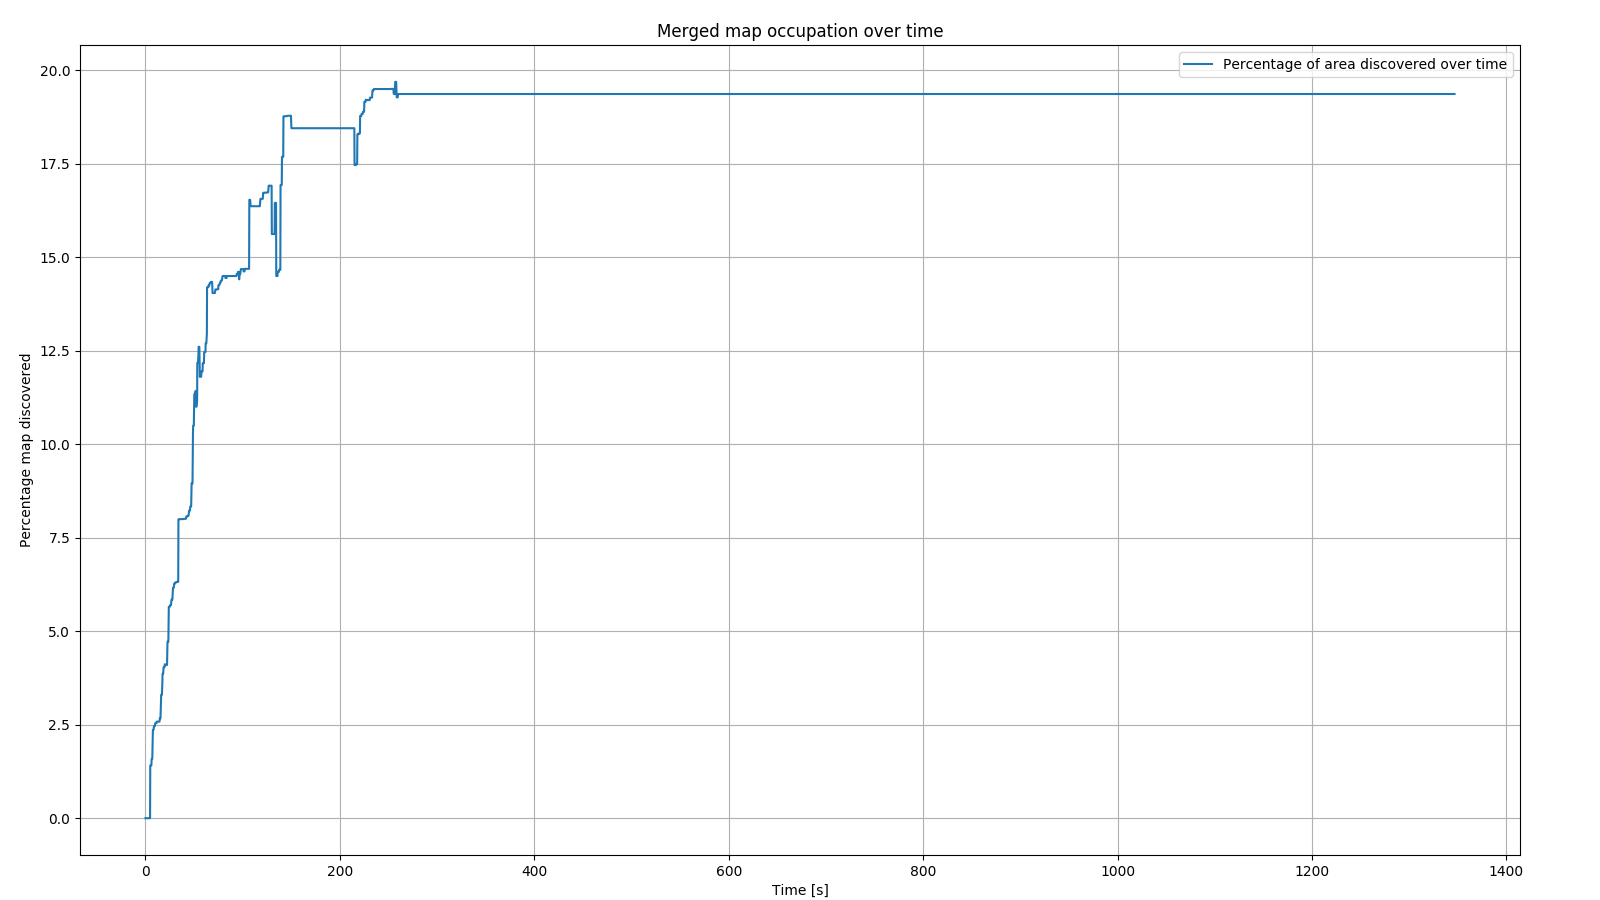 Merged map occupation over time
Percentage of area discovered over time
20.0
17.5
15.0
12.5
10.0
7.5
5.0
2.5
0.0
Percentage map discovered
0 200 400 600 800 1000 1200 1400
Time [s]